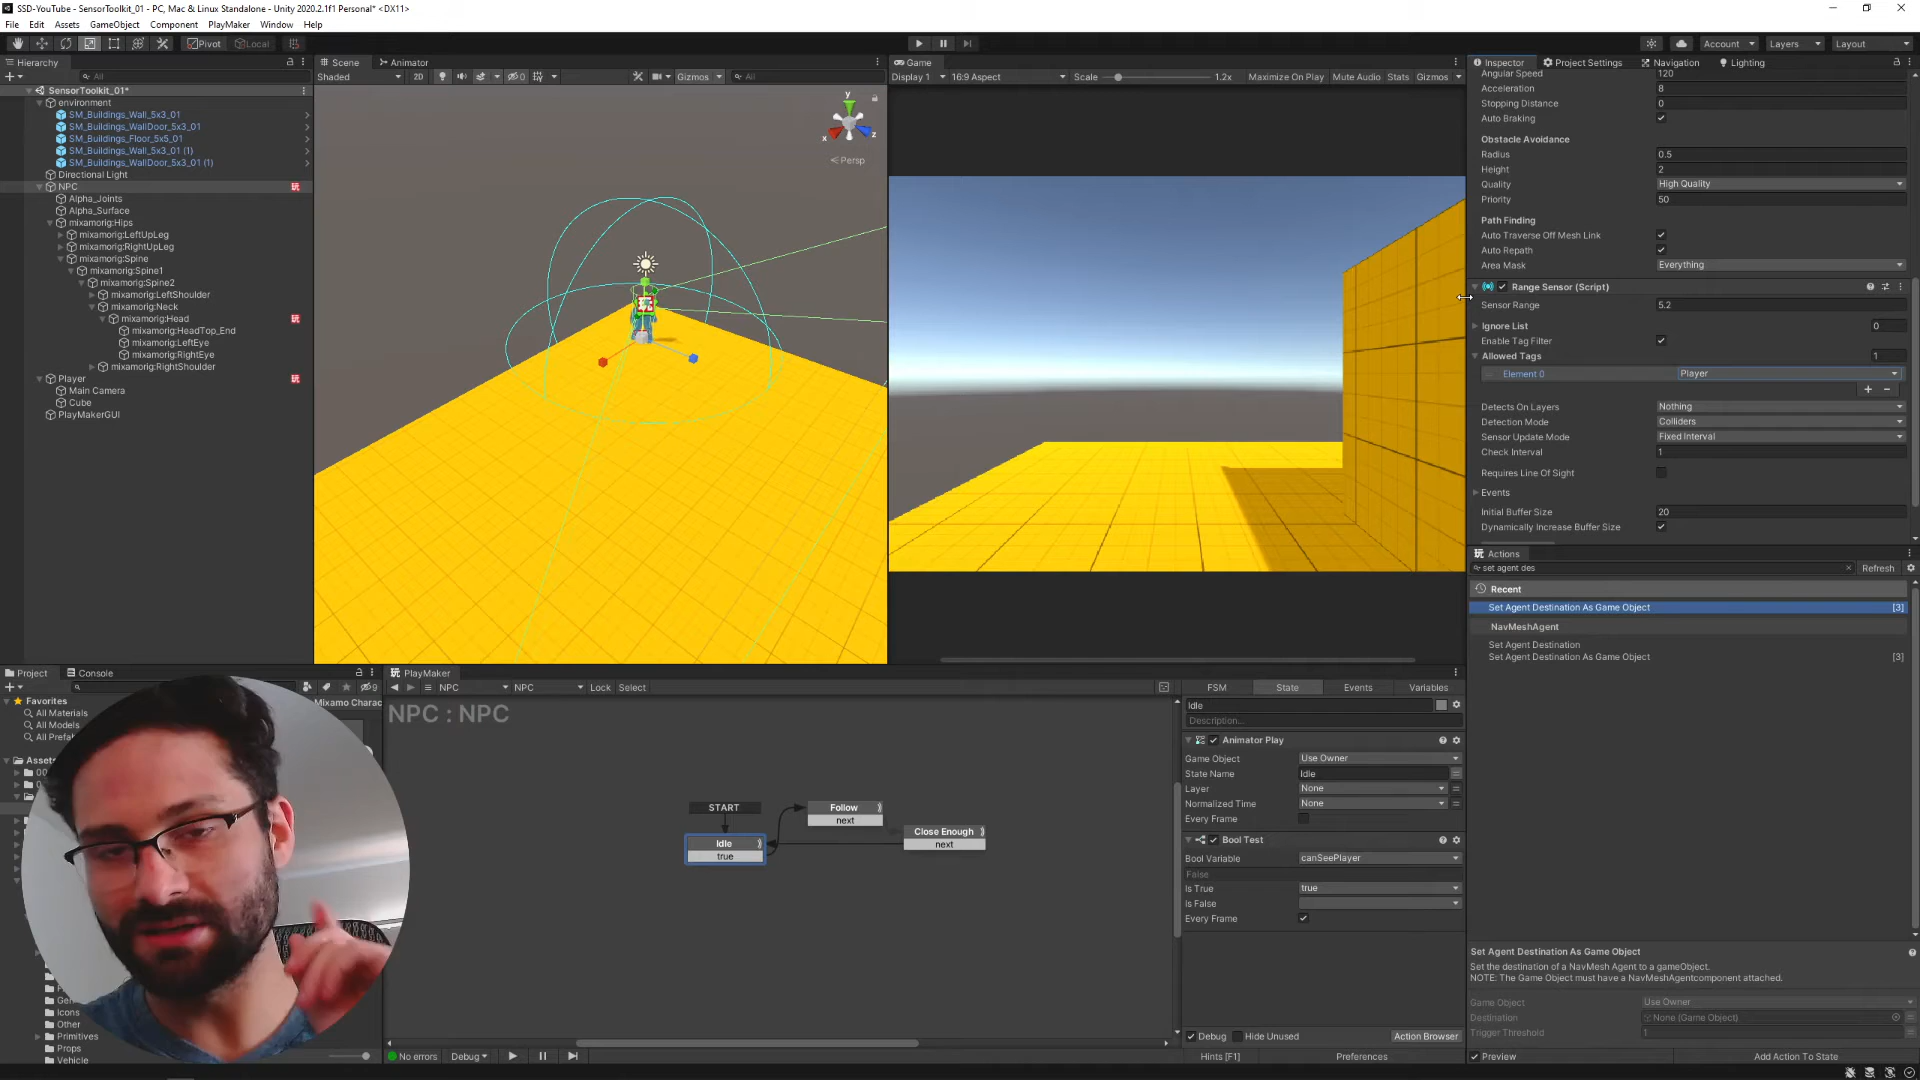 SSD-YouTube - SensorToolkit_01 - PC, Mac & Linux Standalone - Unity 2020.2.1f1 Personal* <DX11>
File Edit Assets GameObject Component PlayMaker Window Help
Pivot Local Account Layers Layout
Hierarchy
All
SensorToolkit_01*
environment
SM_Buildings_Wall_5x3_01
SM_Buildings_WallDoor_5x3_01
SM_Buildings_Floor_5x5_01
SM_Buildings_Wall_5x3_01 (1)
SM_Buildings_WallDoor_5x3_01 (1)
Directional Light
NPC
Alpha_Joints
Alpha_Surface
mixamorig:Hips
mixamorig:LeftUpLeg
mixamorig:RightUpLeg
mixamorig:Spine
mixamorig:Spine1
mixamorig:Spine2
mixamorig:LeftShoulder
mixamorig:Neck
mixamorig:Head
mixamorig:HeadTop_End
mixamorig:LeftEye
mixamorig:RightEye
mixamorig:RightShoulder
Player
Main Camera
Cube
PlayMakerGUI
Scene Animator
Shaded 2D 0 Gizmos All
y
x z
Persp
Game
Display 1 16:9 Aspect Scale 1.2x Maximize On Play Mute Audio Stats Gizmos
Inspector Project Settings Navigation Lighting
Angular Speed 120
Acceleration 8
Stopping Distance 0
Auto Braking
Obstacle Avoidance
Radius 0.5
Height 2
Quality High Quality
Priority 50
Path Finding
Auto Traverse Off Mesh Link
Auto Repath
Area Mask Everything
Range Sensor (Script)
Sensor Range 5.2
Ignore List 0
Enable Tag Filter
Allowed Tags 1
Element 0 Player
Detects On Layers Nothing
Detection Mode Colliders
Sensor Update Mode Fixed Interval
Check Interval 1
Requires Line Of Sight
Events
Initial Buffer Size 20
Dynamically Increase Buffer Size
Actions
set agent des Refresh
Recent
Set Agent Destination As Game Object [3]
NavMeshAgent
Set Agent Destination
Set Agent Destination As Game Object [3]
Set Agent Destination As Game Object
Set the destination of a NavMesh Agent to a gameObject.
NOTE: The Game Object must have a NavMeshAgentcomponent attached.
Game Object Use Owner
Destination None (Game Object)
Trigger Threshold 1
Preview Add Action To State
Project Console
9
Favorites
All Materials
All Models
All Prefa
Assets
Mixamo Charac
Icons
Other
Primitives
Props
Vehicle
PlayMaker
NPC NPC Lock Select
NPC : NPC
START
Idle
true
Follow
next
Close Enough
next
No errors Debug
FSM State Events Variables
Idle
Description...
Animator Play
Game Object Use Owner
State Name Idle
Layer None
Normalized Time None
Every Frame
Bool Test
Bool Variable canSeePlayer
False
Is True true
Is False
Every Frame
Debug Hide Unused Action Browser
Hints [F1] Preferences